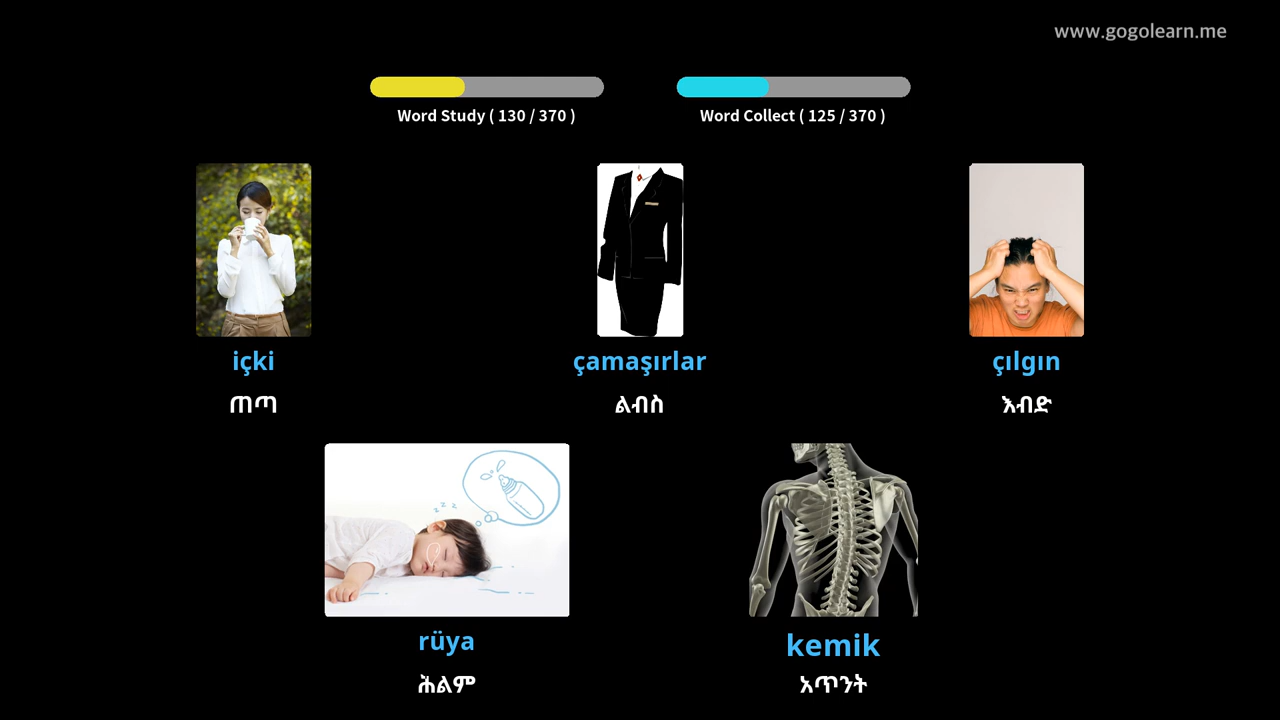 www.gogolearn.me
Word Study ( 130 / 370 )
Word Collect ( 125 / 370 )
içki
çamaşırlar
çılgın
ጠጣ
ልብስ
እብድ
rüya
kemik
ሕልም
አጥንት